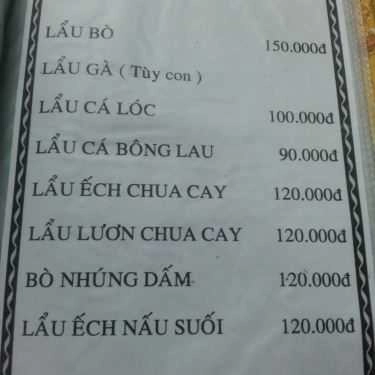 LẨU BÒ 150.000đ
LẨU GÀ ( Tùy con )
LẨU CÁ LÓC 100.000đ
LẨU CÁ BÔNG LAU 90.000đ
LẨU ẾCH CHUA CAY 120.000đ
LẨU LƯƠN CHUA CAY 120.000đ
BÒ NHÚNG DẤM 120.000đ
LẨU ẾCH NẤU SUỐI 120.000đ